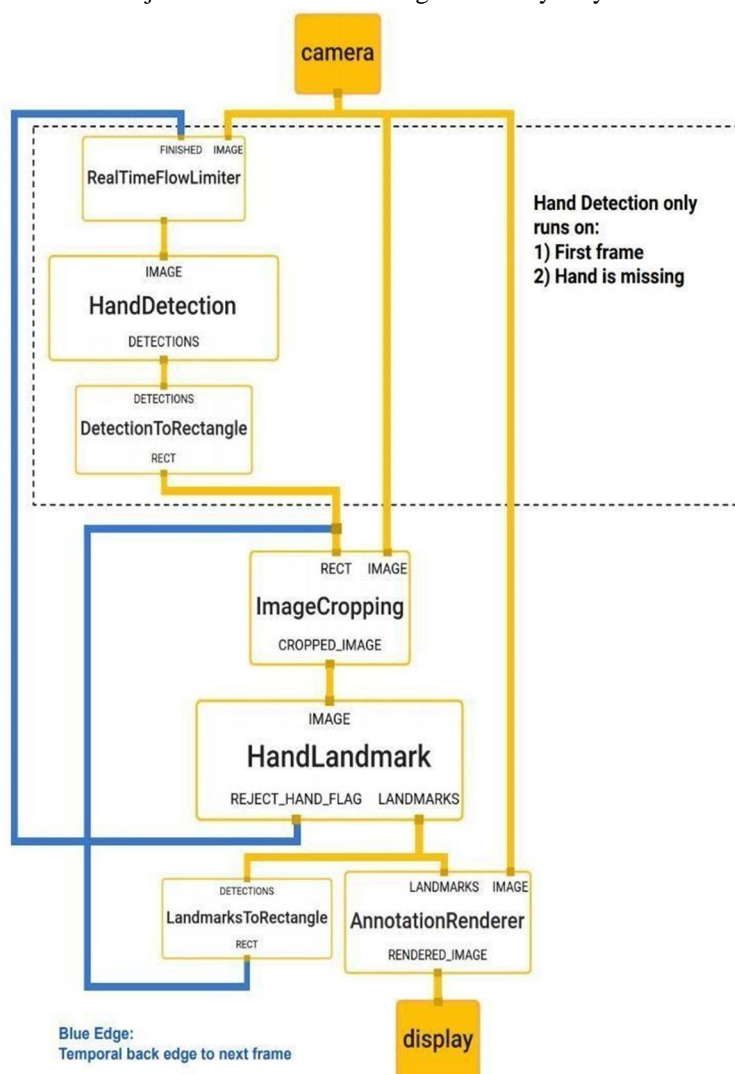 camera
FINISHED IMAGE
RealTimeFlowLimiter
Hand Detection only
runs on:
1) First frame
2) Hand is missing
IMAGE
HandDetection
DETECTIONS
DETECTIONS
DetectionToRectangle
RECT
RECT IMAGE
ImageCropping
CROPPED_IMAGE
IMAGE
HandLandmark
REJECT_HAND_FLAG LANDMARKS
DETECTIONS
LandmarksToRectangle
RECT
LANDMARKS IMAGE
AnnotationRenderer
RENDERED_IMAGE
Blue Edge:
Temporal back edge to next frame
display